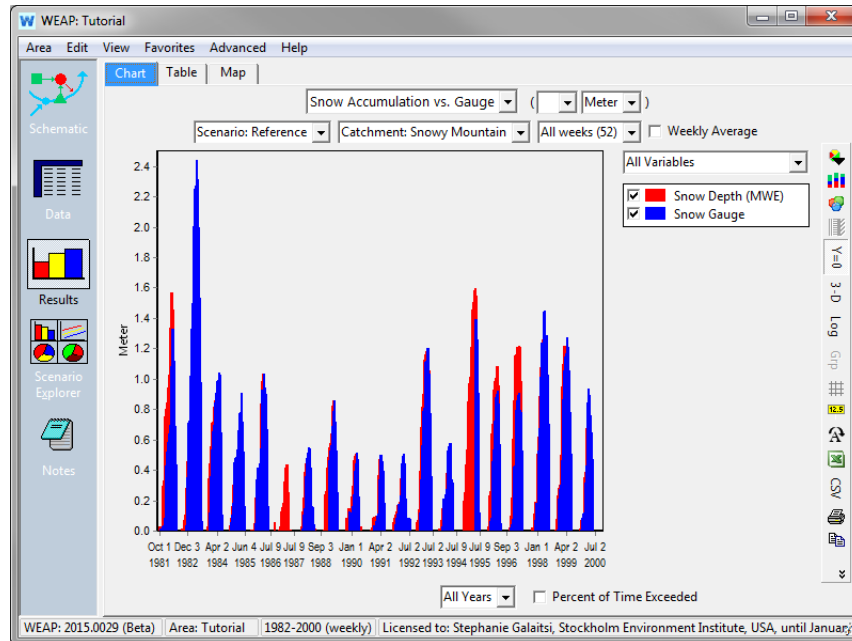 WEAP: Tutorial
Area Edit View Favorites Advanced Help
Chart Table Map
Snow Accumulation vs. Gauge ( Meter )
Scenario: Reference Catchment: Snowy Mountain All weeks (52) Weekly Average
All Variables
Snow Depth (MWE)
Snow Gauge
Schematic
Data
Results
Scenario
Explorer
Notes
Meter
2.4
2.2
2.0
1.8
1.6
1.4
1.2
1.0
0.8
0.6
0.4
0.2
0.0
Oct 1 Dec 3 Apr 2 Jun 4 Jul 9 Jul 9 Sep 3 Jan 1 Apr 2 Jul 2 Jul 2 Jul 9 Jul 9 Sep 3 Jan 1 Apr 2 Jul 2
1981 1982 1984 1985 1986 1987 1988 1990 1991 1992 1993 1994 1995 1996 1998 1999 2000
Y=0
3-D
Log
Grp
12.5
A
CSV
All Years Percent of Time Exceeded
WEAP: 2015.0029 (Beta) Area: Tutorial 1982-2000 (weekly) Licensed to: Stephanie Galaitsi, Stockholm Environment Institute, USA, until January